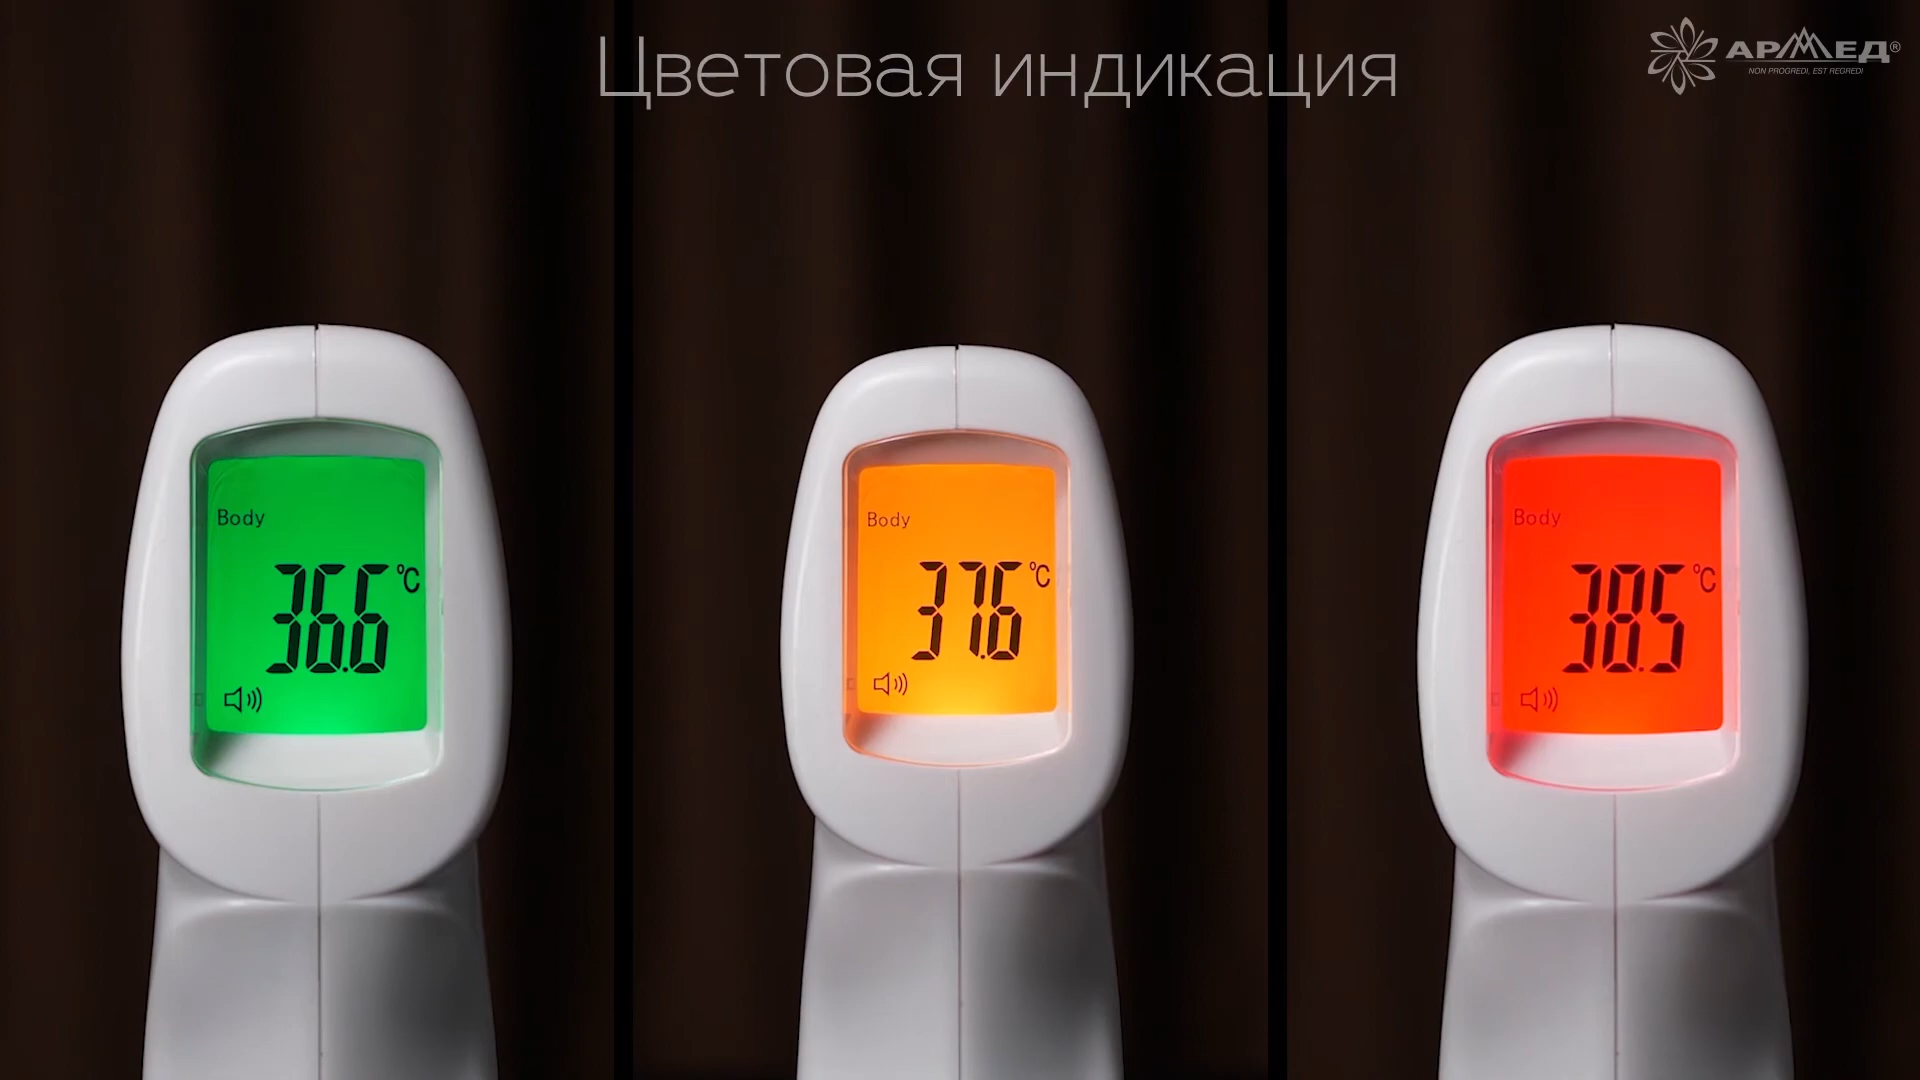 Цветовая индикация
АРМЕД®
NON PROGREDI, EST REGREDI
Body
36.6 °C
Body
37.6 °C
Body
38.5 °C